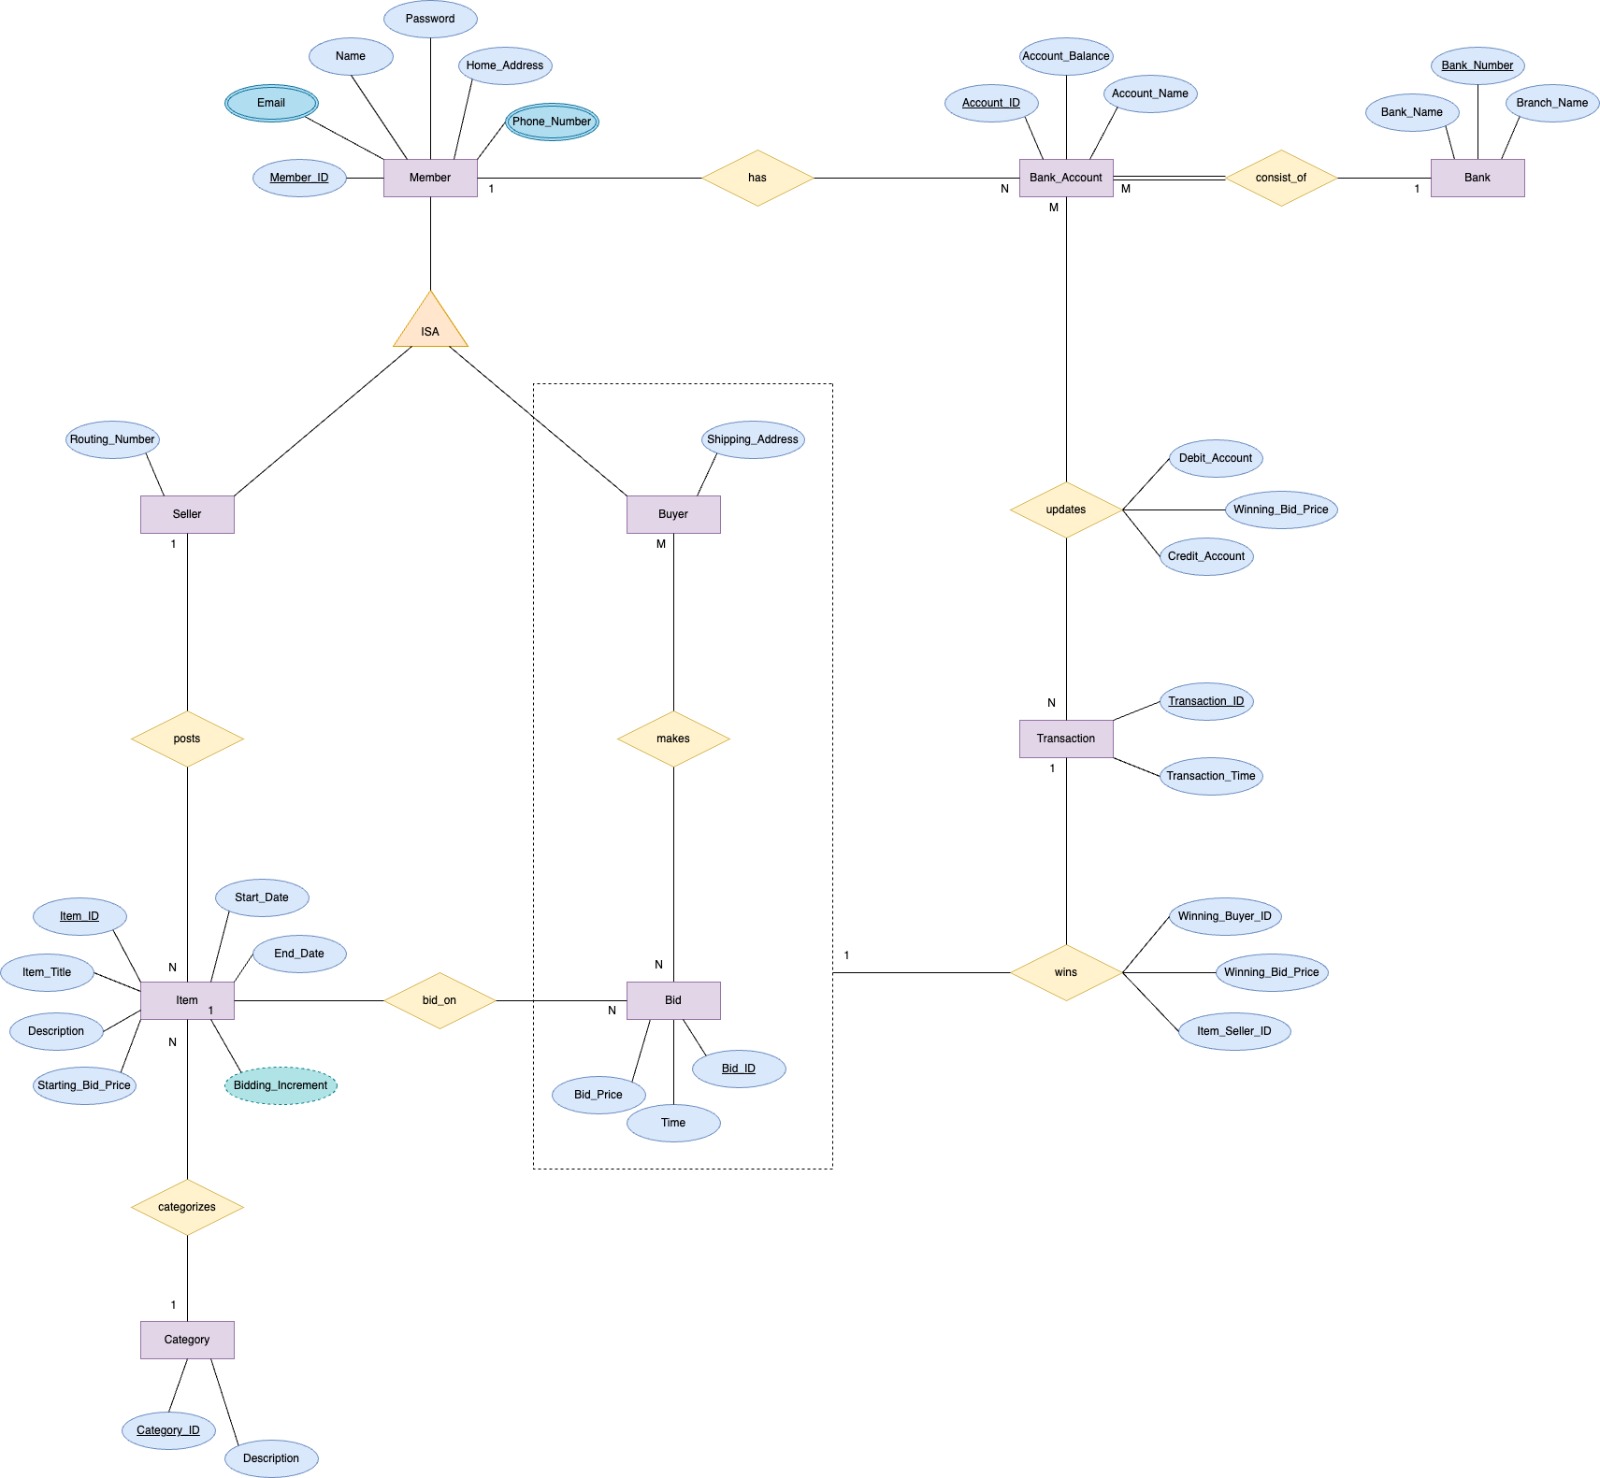 Password
Name
Account_Balance
Home_Address
Bank_Number
Email
Account_ID
Account_Name
Bank_Name
Branch_Name
Phone_Number
Member_ID
Member
1
has
N
Bank_Account
M
consist_of
1
Bank
M
ISA
Routing_Number
Shipping_Address
Debit_Account
Seller
Buyer
updates
Winning_Bid_Price
1
M
Credit_Account
N
Transaction_ID
posts
makes
Transaction
1
Transaction_Time
Start_Date
Item_ID
Winning_Buyer_ID
End_Date
1
N
N
Item_Title
wins
Winning_Bid_Price
Item
1
bid_on
N
Bid
Description
Item_Seller_ID
N
Bid_ID
Starting_Bid_Price
Bidding_Increment
Bid_Price
Time
categorizes
1
Category
Category_ID
Description